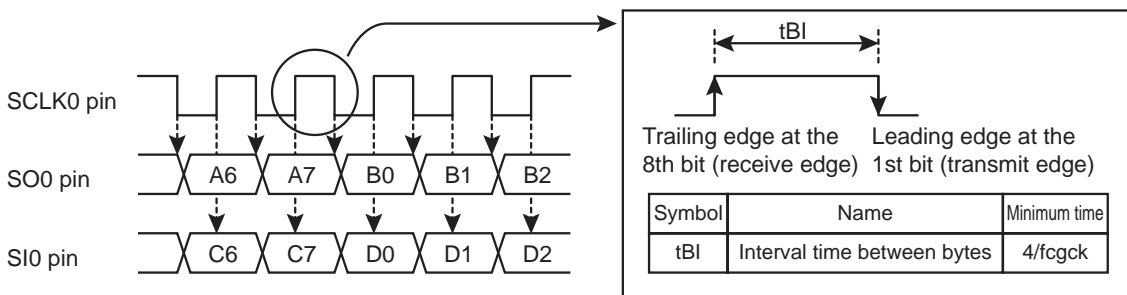 SCLK0 pin
SO0 pin
A6 A7 B0 B1 B2
SI0 pin
C6 C7 D0 D1 D2
tBI
Trailing edge at the
8th bit (receive edge)
Leading edge at the
1st bit (transmit edge)
Symbol Name Minimum time
tBI Interval time between bytes 4/fcgck